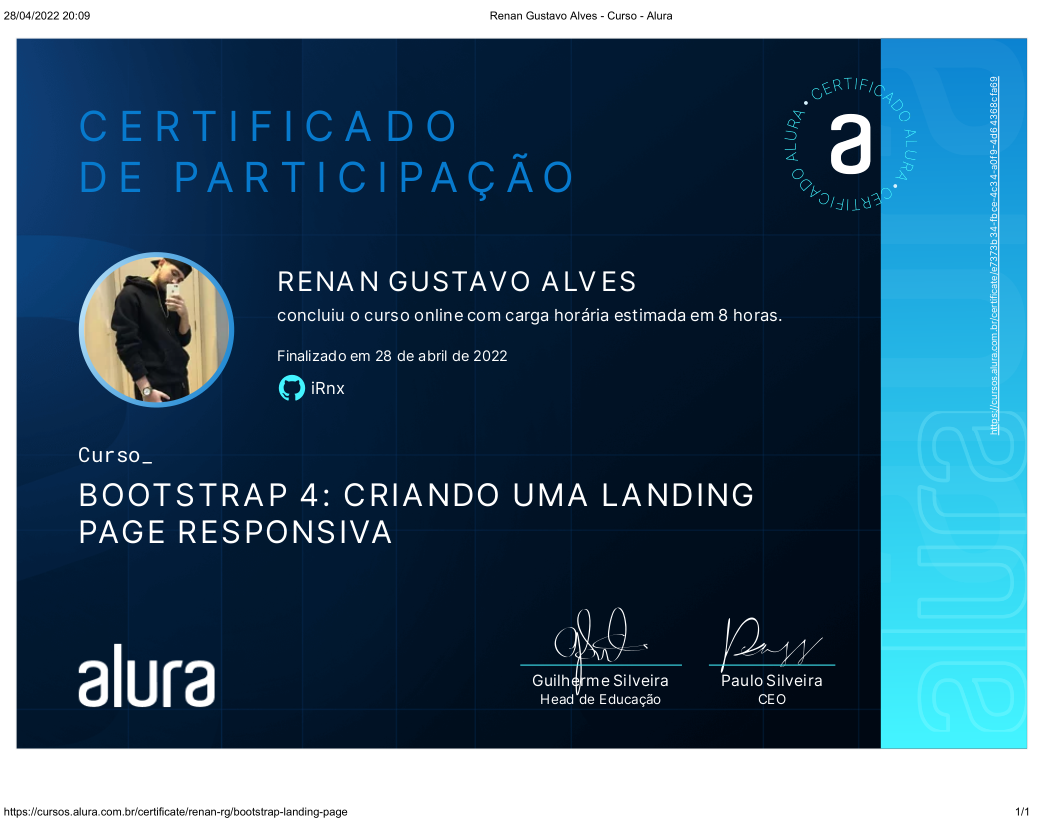 28/04/2022 20:09
Renan Gustavo Alves - Curso - Alura
CERTIFICADO
DE PARTICIPAÇÃO
CERTIFICADO ALURA • CERTIFICADO ALURA •
a
https://cursos.alura.com.br/certificate/e7373b34-fbce-4c34-a0f9-4d64368cfa69
RENAN GUSTAVO ALVES
concluiu o curso online com carga horária estimada em 8 horas.
Finalizado em 28 de abril de 2022
iRnx
Curso_
BOOTSTRAP 4: CRIANDO UMA LANDING
PAGE RESPONSIVA
alura
alura
Guilherme Silveira
Head de Educação
Paulo Silveira
CEO
https://cursos.alura.com.br/certificate/renan-rg/bootstrap-landing-page
1/1